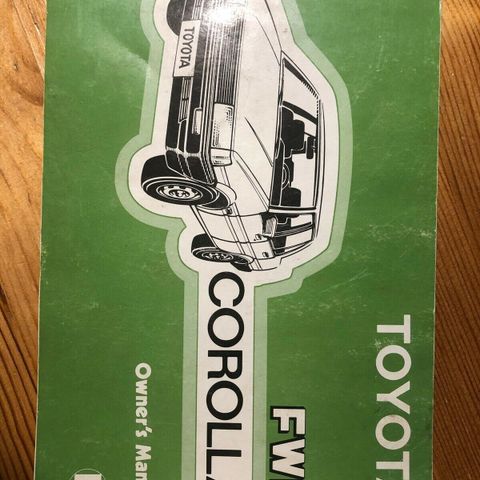 TOYOTA
FW
TOYOTA
COROLLA
Owner's Man